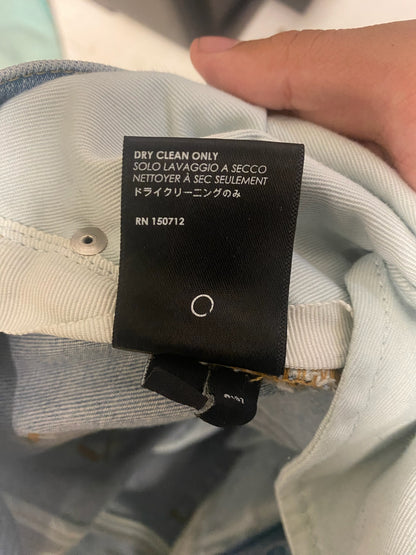 DRY CLEAN ONLY
SOLO LAVAGGIO A SECCO
NETTOYER À SEC SEULEMENT
ドライクリーニングのみ
RN 150712